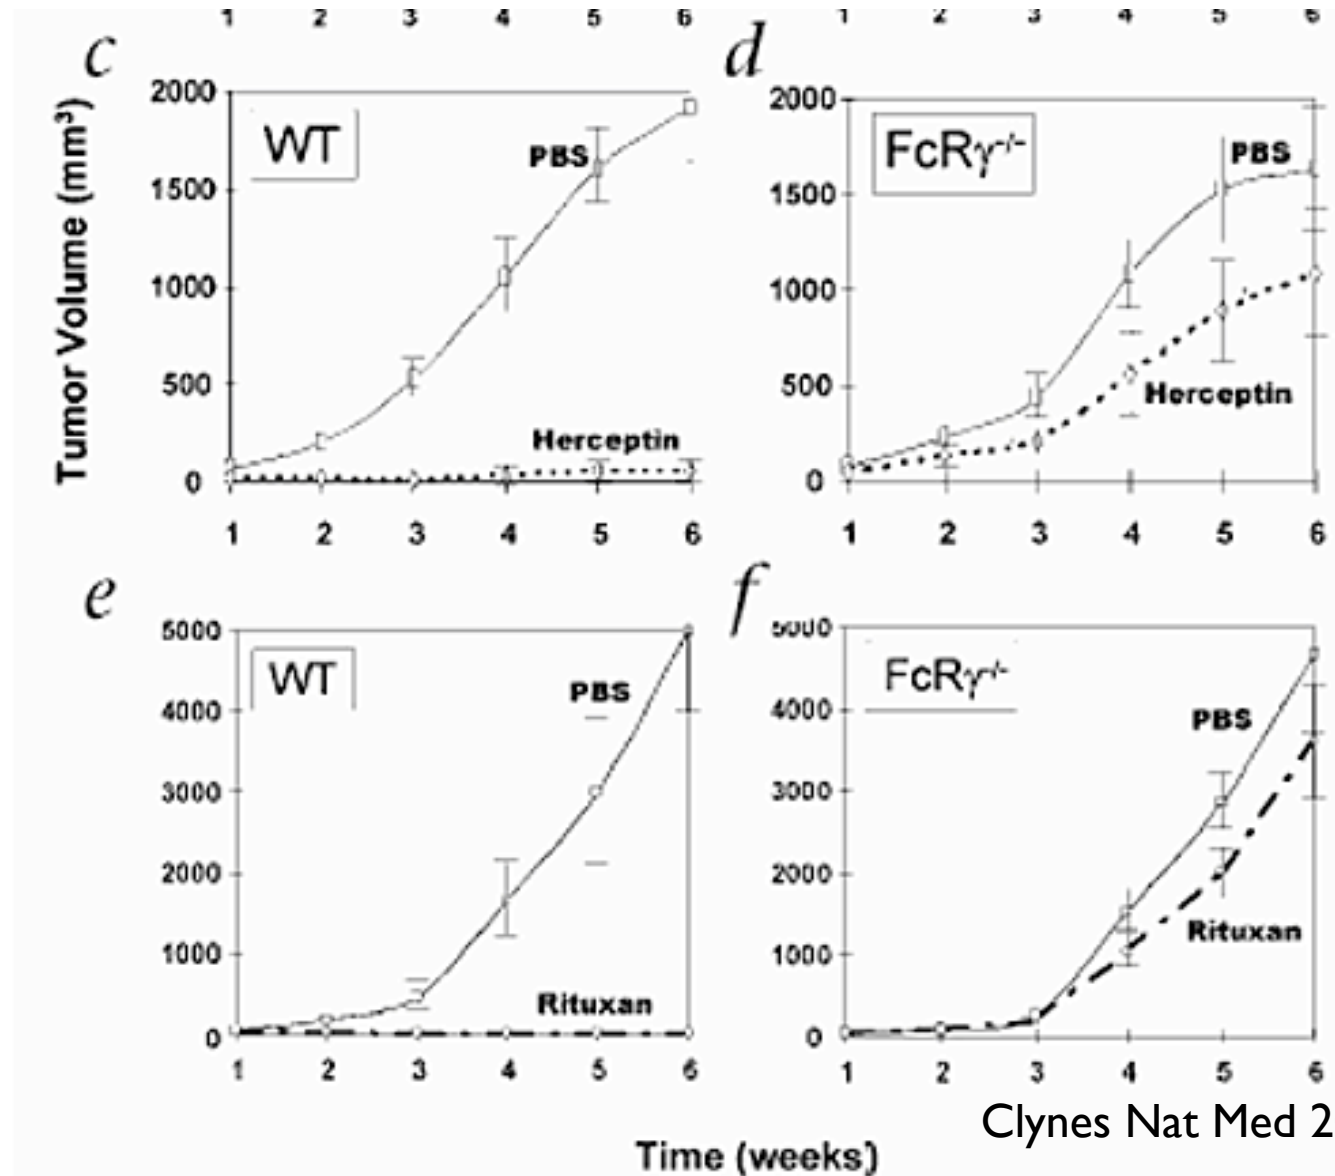 1 2 3 4 5 6
1 2 3 4 5 6
c
d
Tumor Volume (mm³)
2000
1500
1000
500
0
WT
PBS
Herceptin
1 2 3 4 5 6
2000
1500
1000
500
0
FcRγ-/-
PBS
Herceptin
1 2 3 4 5 6
e
f
5000
4000
3000
2000
1000
0
WT
PBS
Rituxan
1 2 3 4 5 6
5000
4000
3000
2000
1000
0
FcRγ-/-
PBS
Rituxan
1 2 3 4 5 6
Clynes Nat Med 2
Time (weeks)